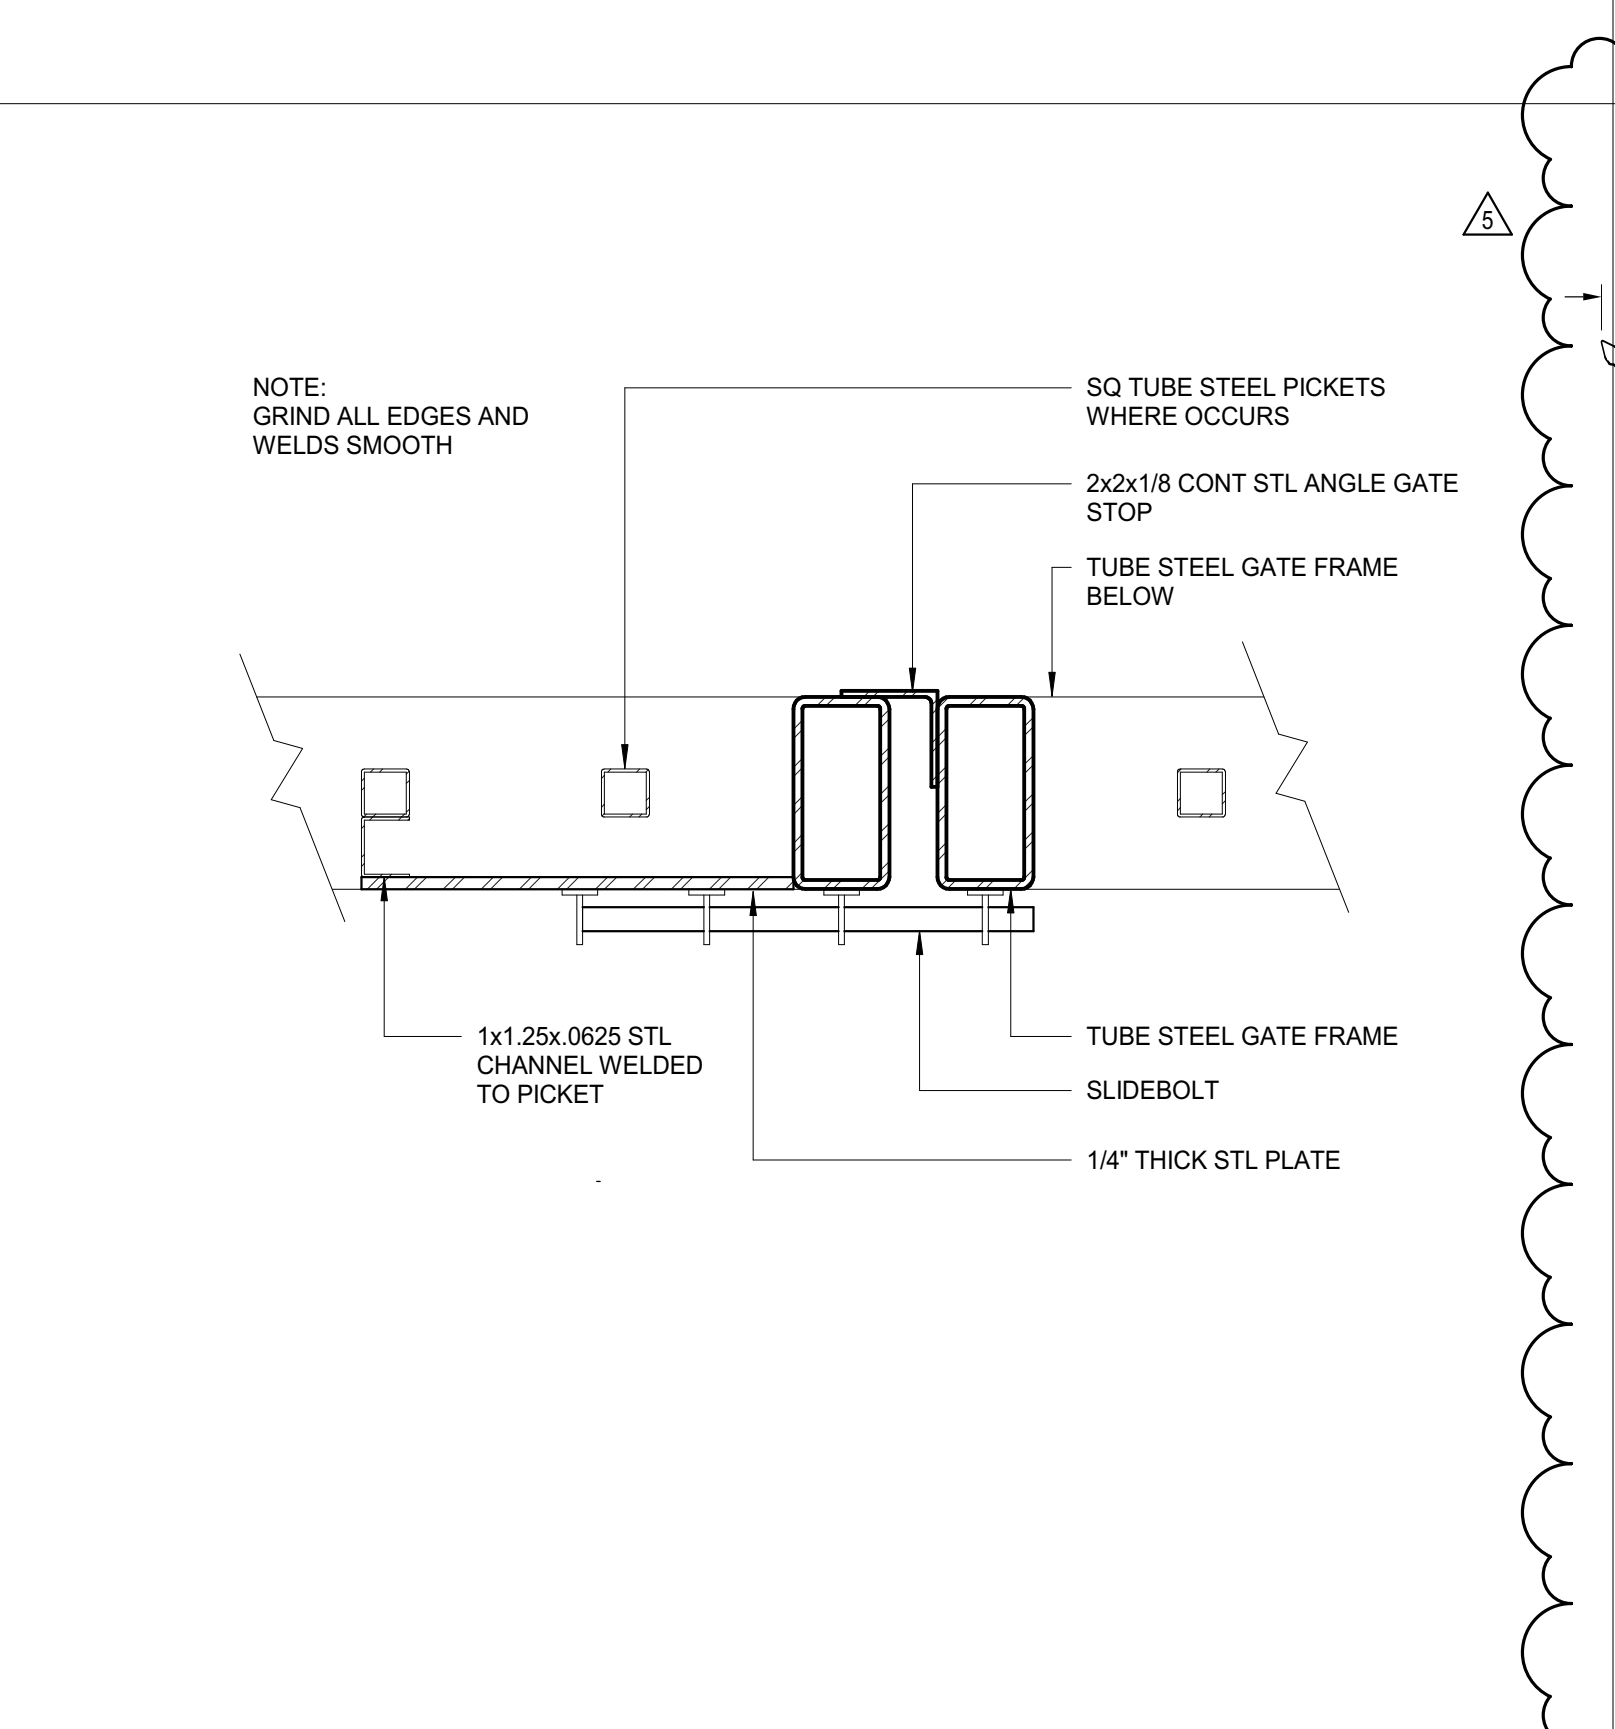 5
NOTE:
GRIND ALL EDGES AND
WELDS SMOOTH
SQ TUBE STEEL PICKETS
WHERE OCCURS
2x2x1/8 CONT STL ANGLE GATE
STOP
TUBE STEEL GATE FRAME
BELOW
1x1.25x.0625 STL
CHANNEL WELDED
TO PICKET
TUBE STEEL GATE FRAME
SLIDEBOLT
1/4" THICK STL PLATE
-